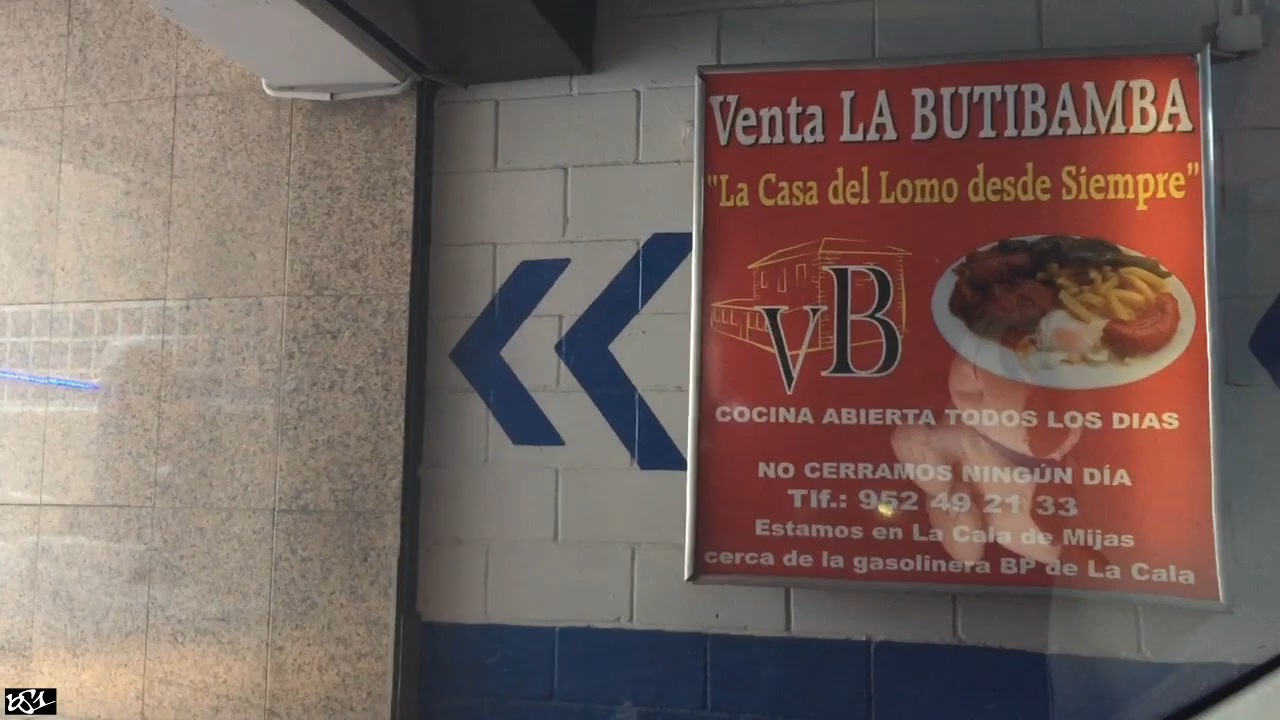 Venta LA BUTIBAMBA
"La Casa del Lomo desde Siempre"
VB
COCINA ABIERTA TODOS LOS DIAS
NO CERRAMOS NINGÚN DÍA
Tlf.: 952 49 21 33
Estamos en La Cala de Mijas
cerca de la gasolinera BP de La Cala